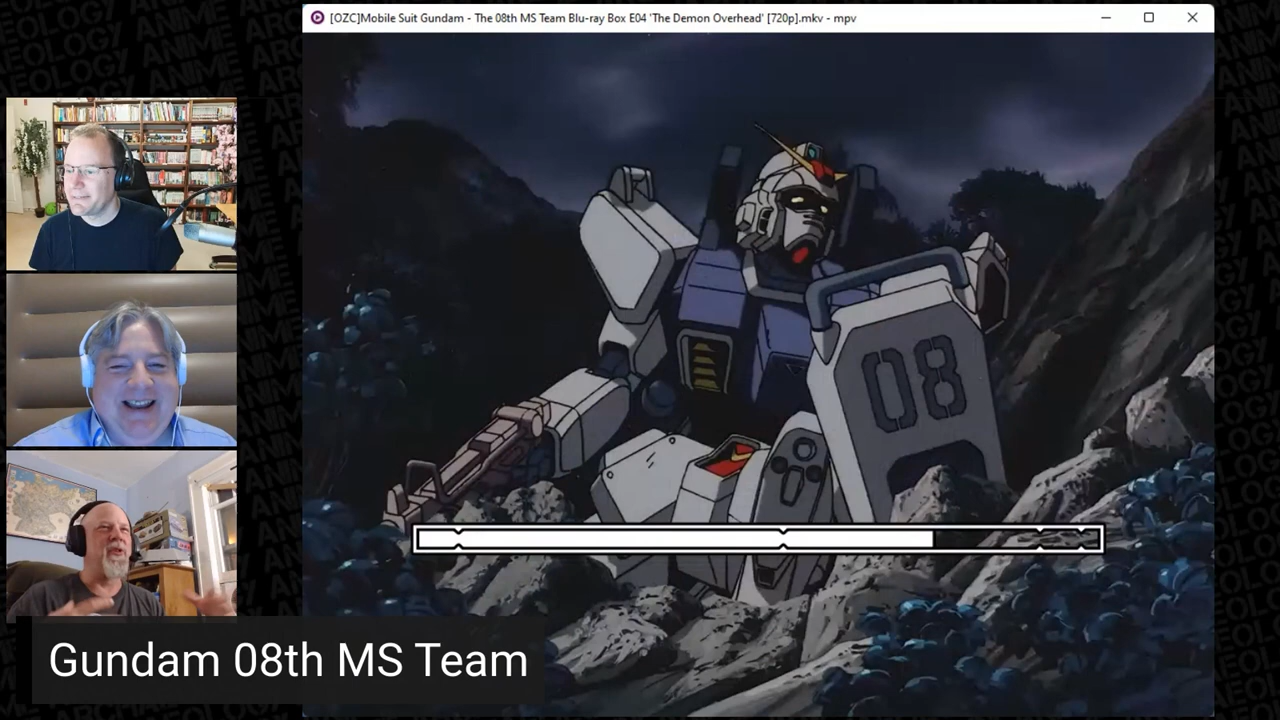 [OZC]Mobile Suit Gundam - The 08th MS Team Blu-ray Box E04 'The Demon Overhead' [720p].mkv - mpv
08
Gundam 08th MS Team